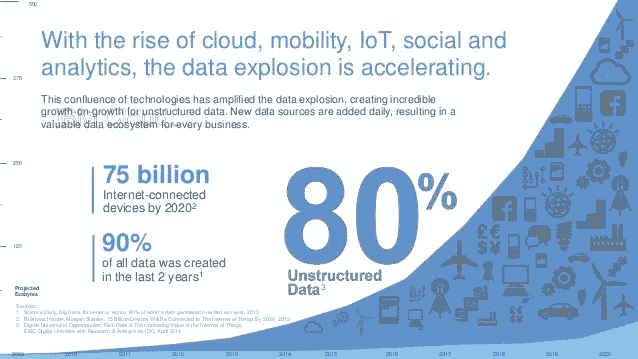 500
With the rise of cloud, mobility, IoT, social and
analytics, the data explosion is accelerating.
375
This confluence of technologies has amplified the data explosion, creating incredible
growth-on-growth for unstructured data. New data sources are added daily, resulting in a
valuable data ecosystem for every business.
250
75 billion
Internet-connected
devices by 2020²
80%
Unstructured
Data³
90%
of all data was created
in the last 2 years¹
125
Projected
Exabytes
Sources:
1. Science Daily, Big Data, for better or worse: 90% of world's data generated over last two years, 2013
2. Business Insider, Morgan Stanley: 75 Billion Devices Will Be Connected To The Internet of Things By 2020, 2013
3. Digital Universe of Opportunities, Rich Data & The Increasing Value of the Internet of Things,
EMC Digital Universe with Research & Analysis by IDC, April 2014
2009 2010 2011 2012 2013 2014 2015 2016 2017 2018 2019 2020